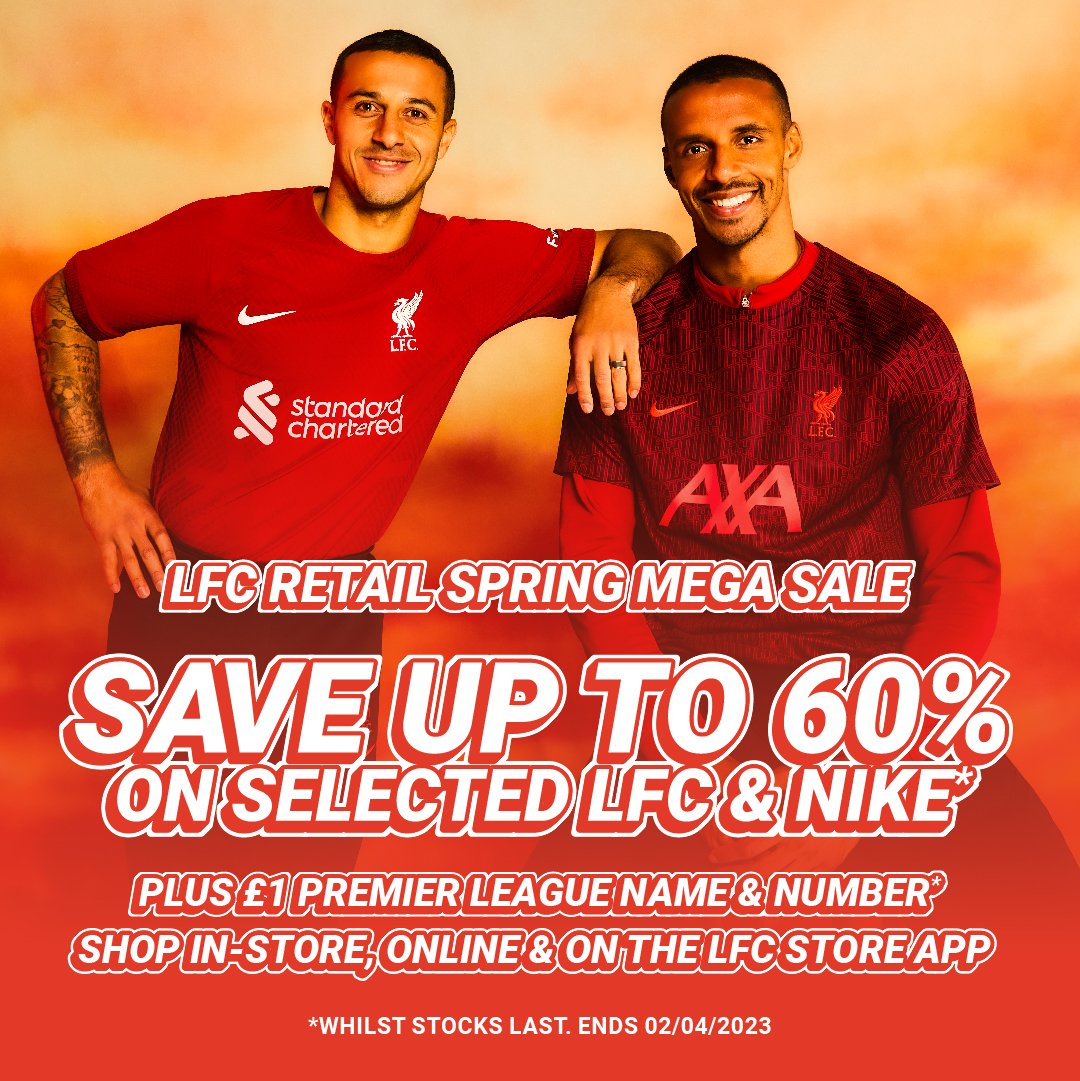 L.F.C.
standard
chartered
L.F.C.
AXA
LFC RETAIL SPRING MEGA SALE
SAVE UP TO 60%
ON SELECTED LFC & NIKE*
PLUS £1 PREMIER LEAGUE NAME & NUMBER*
SHOP IN-STORE, ONLINE & ON THE LFC STORE APP
*WHILST STOCKS LAST. ENDS 02/04/2023